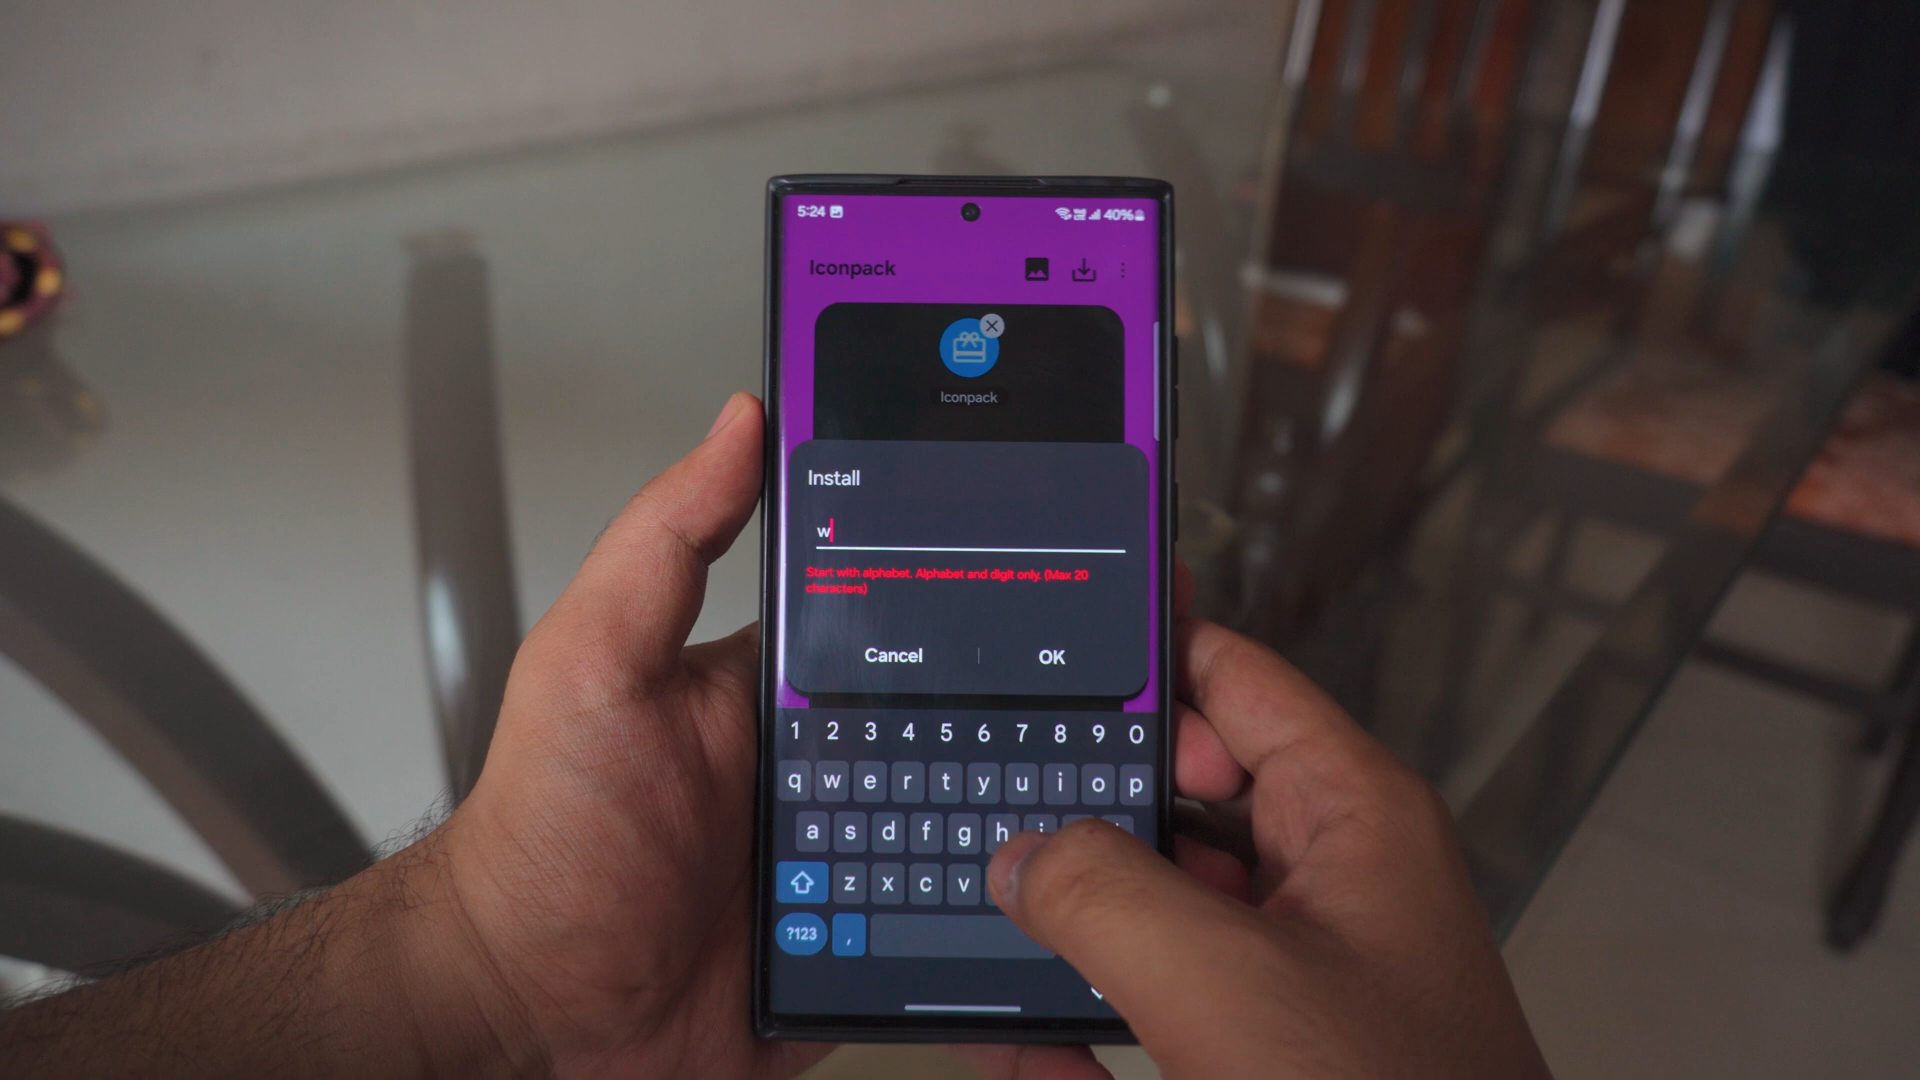 5:24 40%
Iconpack
Iconpack
Install
w
Start with alphabet. Alphabet and digit only. (Max 20
characters)
Cancel OK
1 2 3 4 5 6 7 8 9 0
q w e r t y u i o p
a s d f g h
z x c v
?123 ,